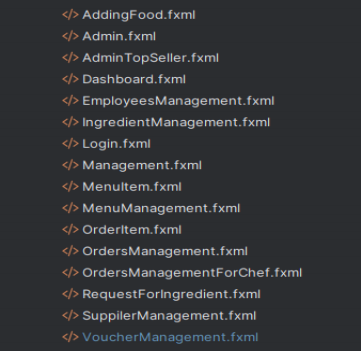 </> AddingFood.fxml
</> Admin.fxml
</> AdminTopSeller.fxml
</> Dashboard.fxml
</> EmployeesManagement.fxml
</> IngredientManagement.fxml
</> Login.fxml
</> Management.fxml
</> MenuItem.fxml
</> MenuManagement.fxml
</> OrderItem.fxml
</> OrdersManagement.fxml
</> OrdersManagementForChef.fxml
</> RequestForIngredient.fxml
</> SuppilerManagement.fxml
</> VoucherManagement.fxml